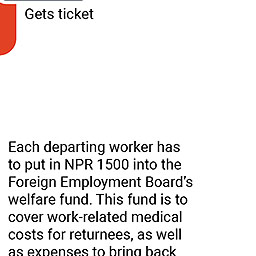 Gets ticket
Each departing worker has
to put in NPR 1500 into the
Foreign Employment Board's
welfare fund. This fund is to
cover work-related medical
costs for returnees, as well
as expenses to bring back